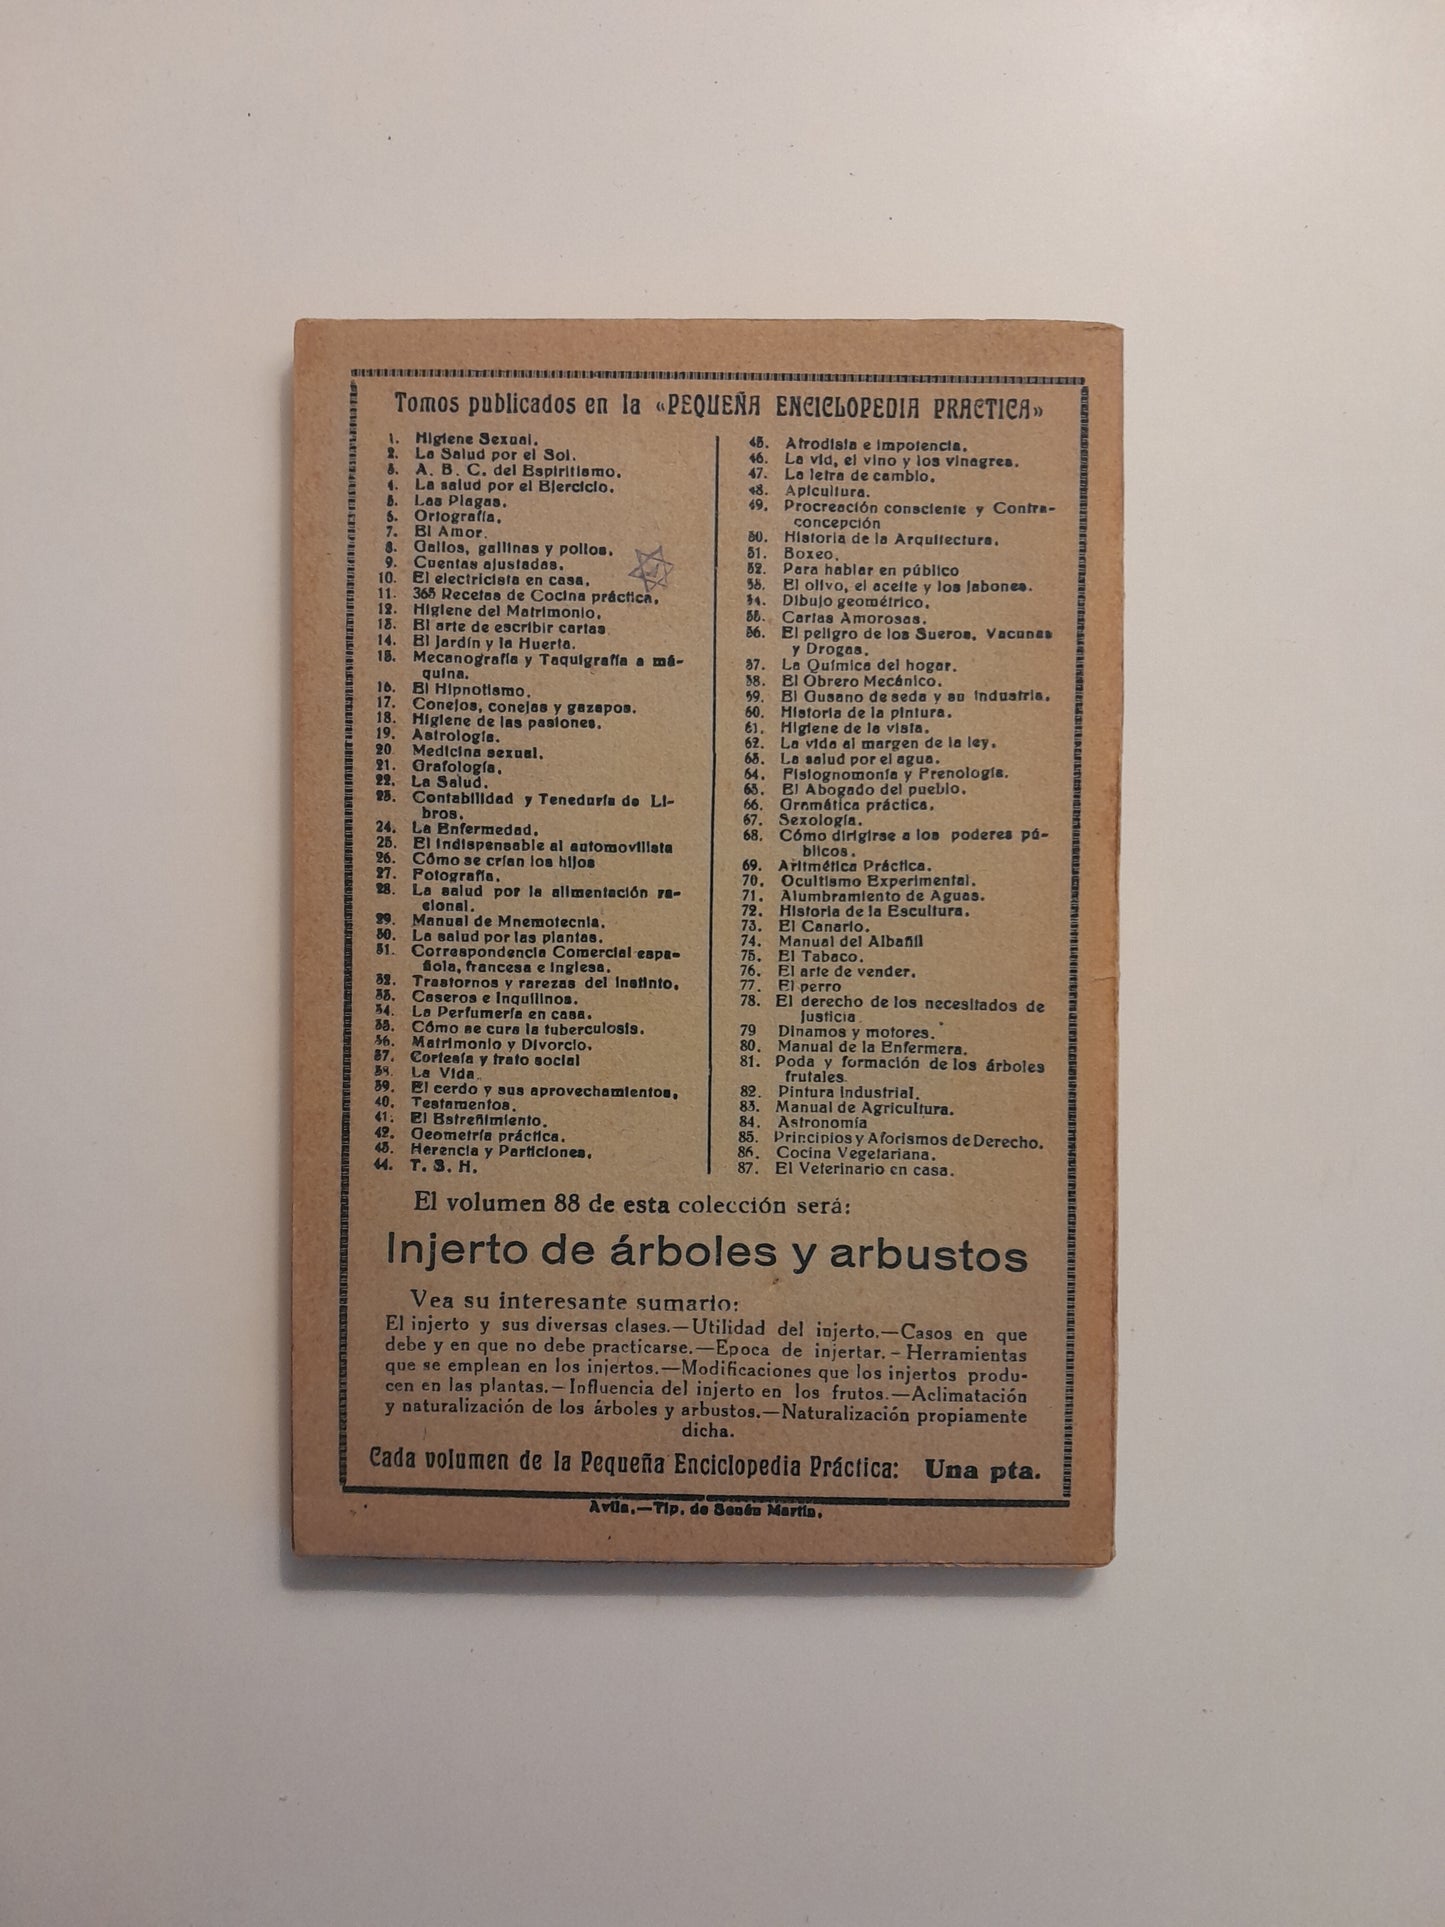 Tomos publicados en la «PEQUEÑA ENCICLOPEDIA PRACTICA»
1. Higiene Sexual.
2. La Salud por el Sol.
3. A. B. C. del Espiritismo.
4. La salud por el Ejercicio.
5. Las Plagas.
6. Ortografía.
7. El Amor.
8. Gallos, gallinas y pollos.
9. Cuentas ajustadas.
10. El electricista en casa.
11. 365 Recetas de Cocina práctica.
12. Higiene del Matrimonio.
13. El arte de escribir cartas
14. El Jardín y la Huerta.
15. Mecanografía y Taquigrafía a má-
quina.
16. El Hipnotismo.
17. Conejos, conejas y gazapos.
18. Higiene de las pasiones.
19. Astrología.
20 Medicina sexual.
21. Grafología.
22. La Salud.
23. Contabilidad y Teneduría de Li-
bros.
24. La Enfermedad.
25. El indispensable al automovilista
26. Cómo se crían los hijos
27. Fotografía.
28. La salud por la alimentación ra-
cional.
29. Manual de Mnemotecnia.
30. La salud por las plantas.
31. Correspondencia Comercial espa-
ñola, francesa e inglesa.
32. Trastornos y rarezas del instinto.
33. Caseros e Inquilinos.
34. La Perfumería en casa.
35. Cómo se cura la tuberculosis.
36. Matrimonio y Divorcio.
37. Cortesía y trato social
38. La Vida.
39. El cerdo y sus aprovechamientos.
40. Testamentos.
41. El Estreñimiento.
42. Geometría práctica.
43. Herencia y Particiones.
44. T. S. H.
45. Afrodisia e impotencia.
46. La vid, el vino y los vinagres.
47. La letra de cambio.
48. Apicultura.
49. Procreación consciente y Contra-
concepción
50. Historia de la Arquitectura.
51. Boxeo.
52. Para hablar en público
53. El olivo, el aceite y los jabones.
54. Dibujo geométrico.
55. Cartas Amorosas.
56. El peligro de los Sueros, Vacunas
y Drogas.
57. La Química del hogar.
58. El Obrero Mecánico.
59. El Gusano de seda y su industria.
60. Historia de la pintura.
61. Higiene de la vista.
62. La vida al margen de la ley.
63. La salud por el agua.
64. Fisiognomonía y Frenología.
65. El Abogado del pueblo.
66. Gramática práctica.
67. Sexología.
68. Cómo dirigirse a los poderes pú-
blicos.
69. Aritmética Práctica.
70. Ocultismo Experimental.
71. Alumbramiento de Aguas.
72. Historia de la Escultura.
73. El Canario.
74. Manual del Albañil
75. El Tabaco.
76. El arte de vender.
77. El perro
78. El derecho de los necesitados de
justicia.
79 Dinamos y motores.
80. Manual de la Enfermera.
81. Poda y formación de los árboles
frutales.
82. Pintura industrial.
83. Manual de Agricultura.
84. Astronomía
85. Principios y Aforismos de Derecho.
86. Cocina Vegetariana.
87. El Veterinario en casa.
El volumen 88 de esta colección será:
Injerto de árboles y arbustos
Vea su interesante sumario:
El injerto y sus diversas clases.—Utilidad del injerto.—Casos en que
debe y en que no debe practicarse.—Epoca de injertar.–Herramientas
que se emplean en los injertos.—Modificaciones que los injertos produ-
cen en las plantas.—Influencia del injerto en los frutos.—Aclimatación
y naturalización de los árboles y arbustos.—Naturalización propiamente
dicha.
Cada volumen de la Pequeña Enciclopedia Práctica: Una pta.
Avila.—Tip. de Senén Martín.